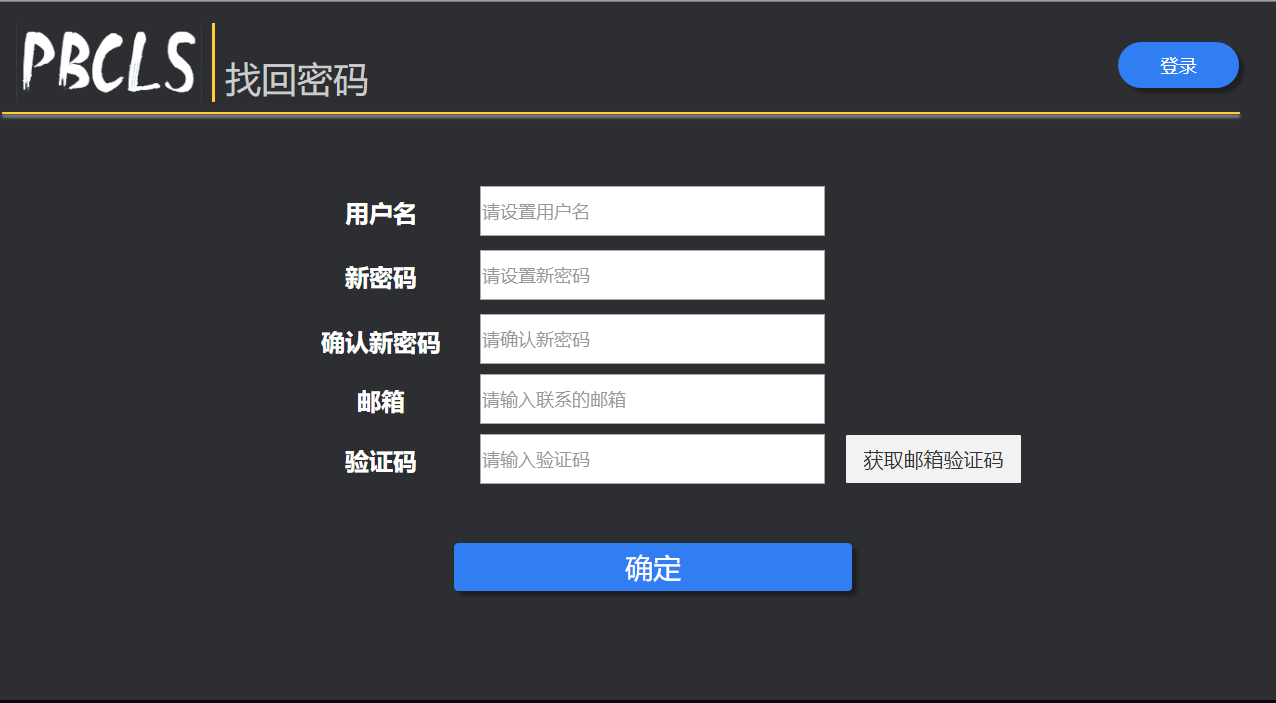 PBCLS
找回密码
登录
用户名
请设置用户名
新密码
请设置新密码
确认新密码
请确认新密码
邮箱
请输入联系的邮箱
验证码
请输入验证码
获取邮箱验证码
确定